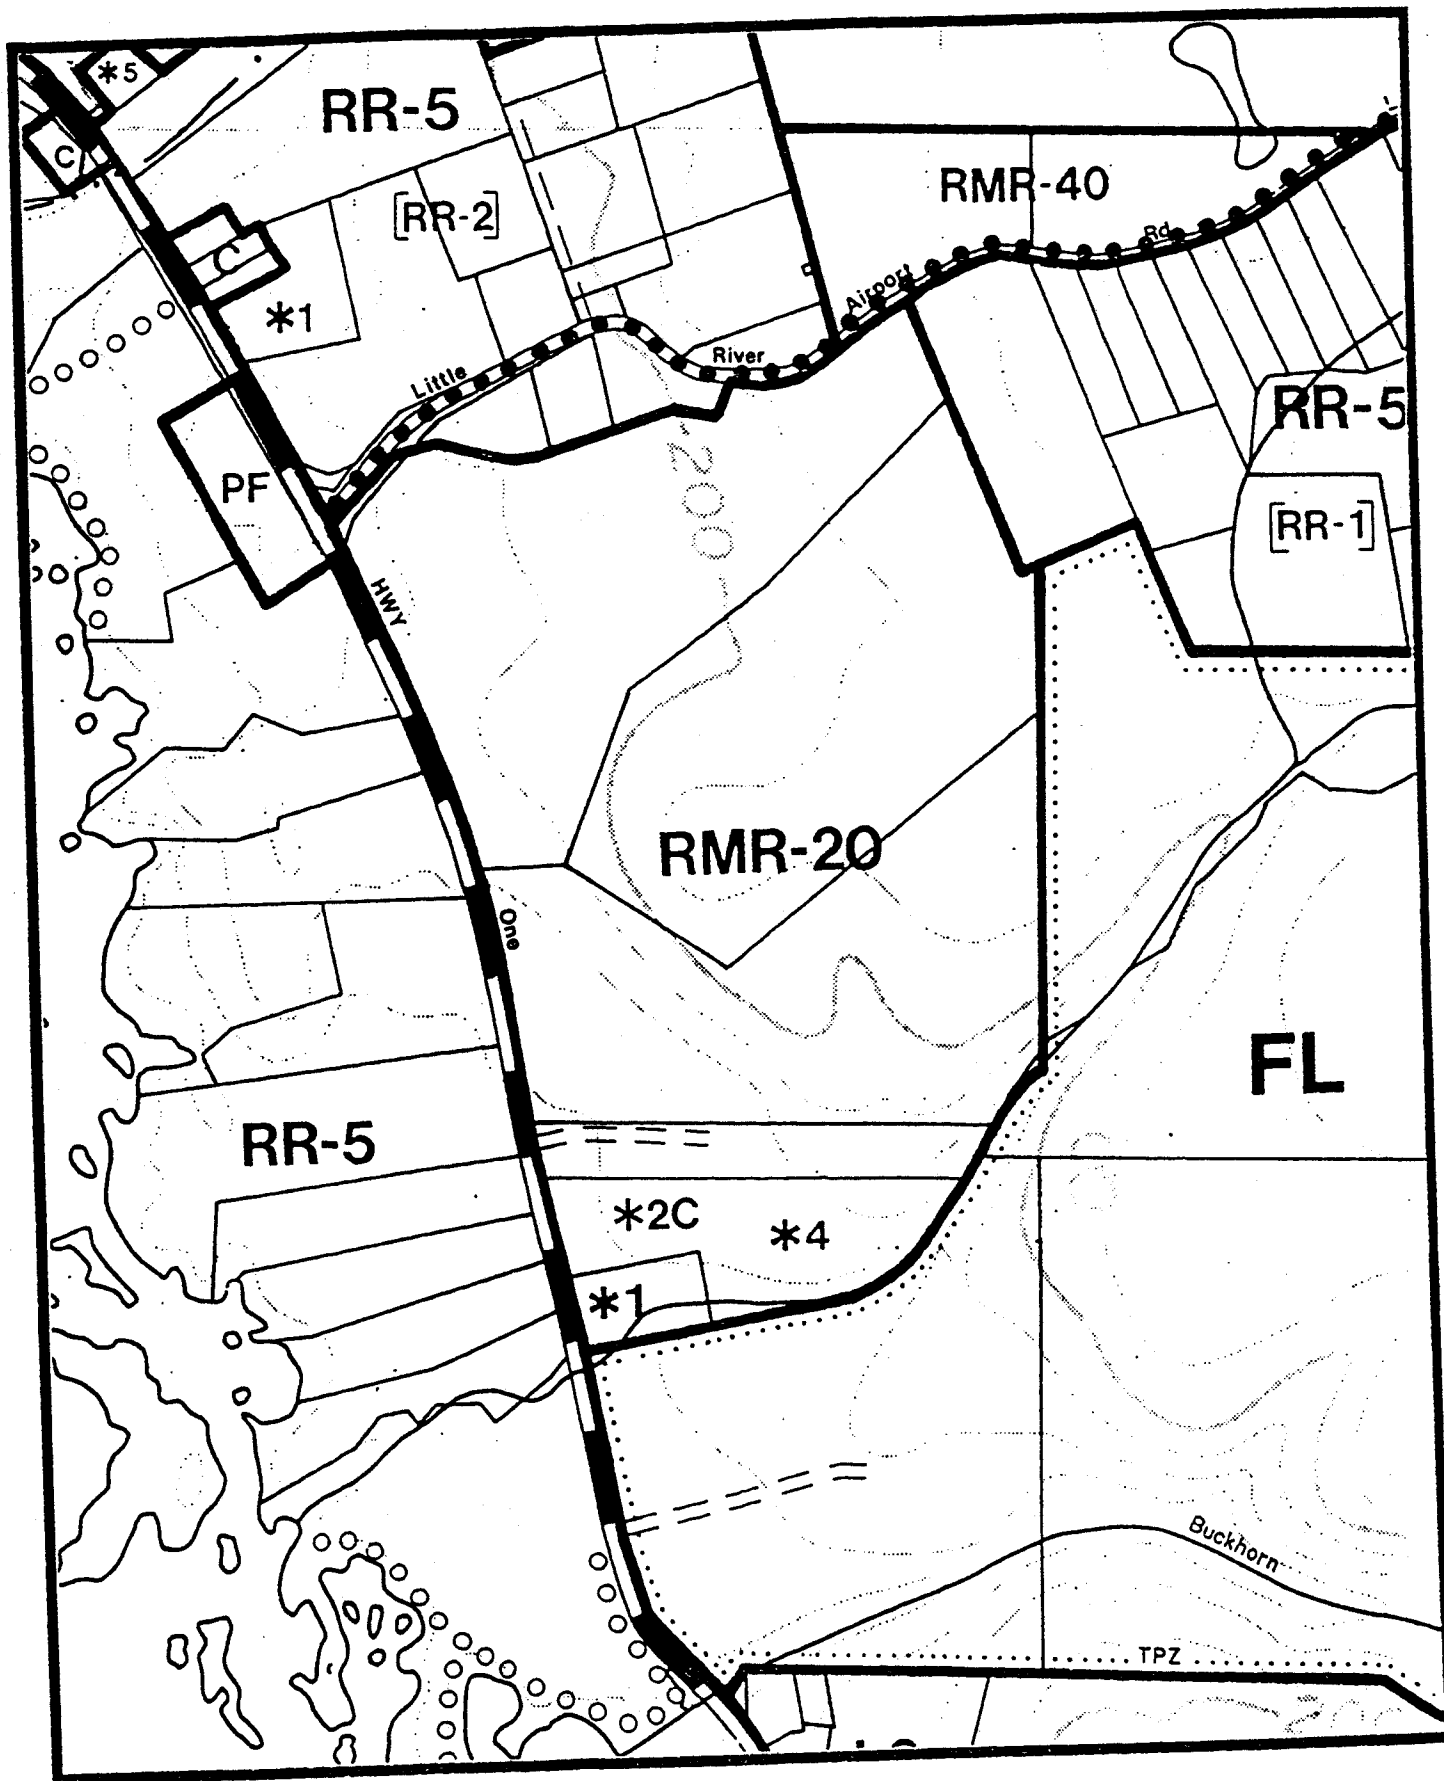 *5
RR-5
C
RMR-40
[RR-2]
Rd
C
Airport
*1
River
Little
RR-5
200
PF
[RR-1]
HWY
RMR-20
One
FL
RR-5
*2C
*4
*1
Buckhorn
TPZ